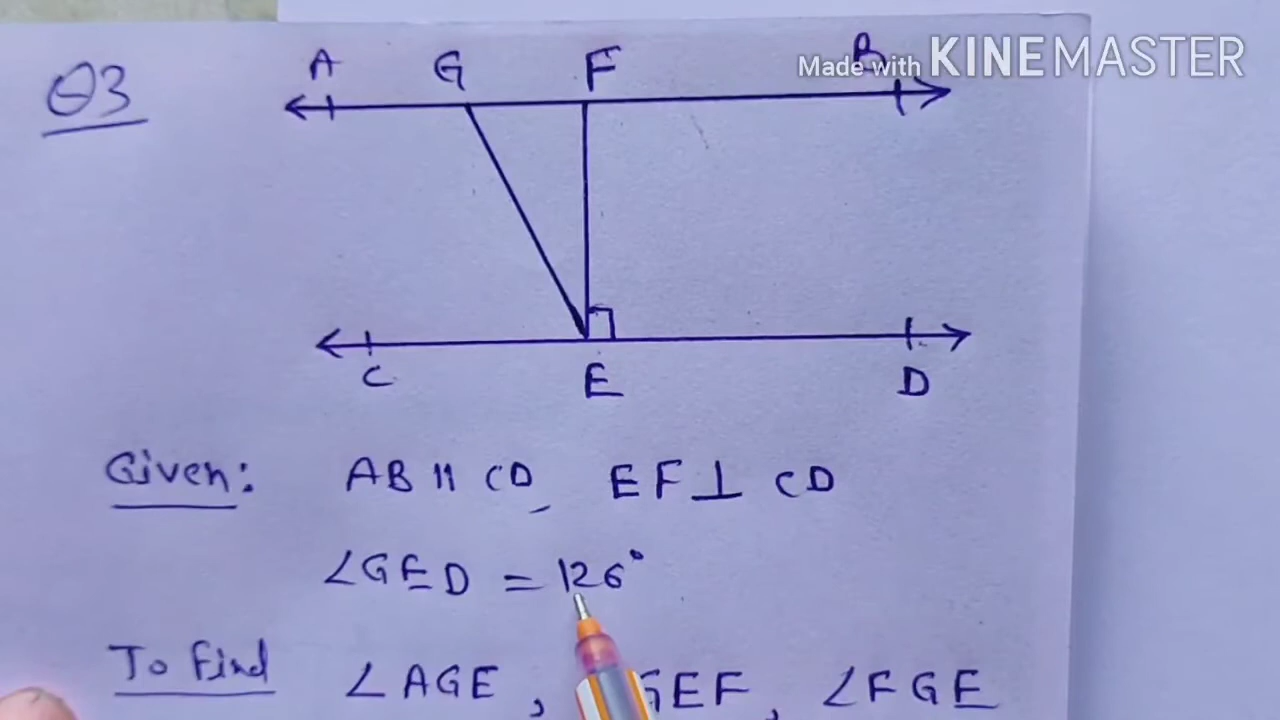 Q3
A G F B
Made with KINEMASTER
C E D
Given: AB || CD, EF ⊥ CD
∠GED = 126°
To Find ∠AGE, GEF, ∠FGE